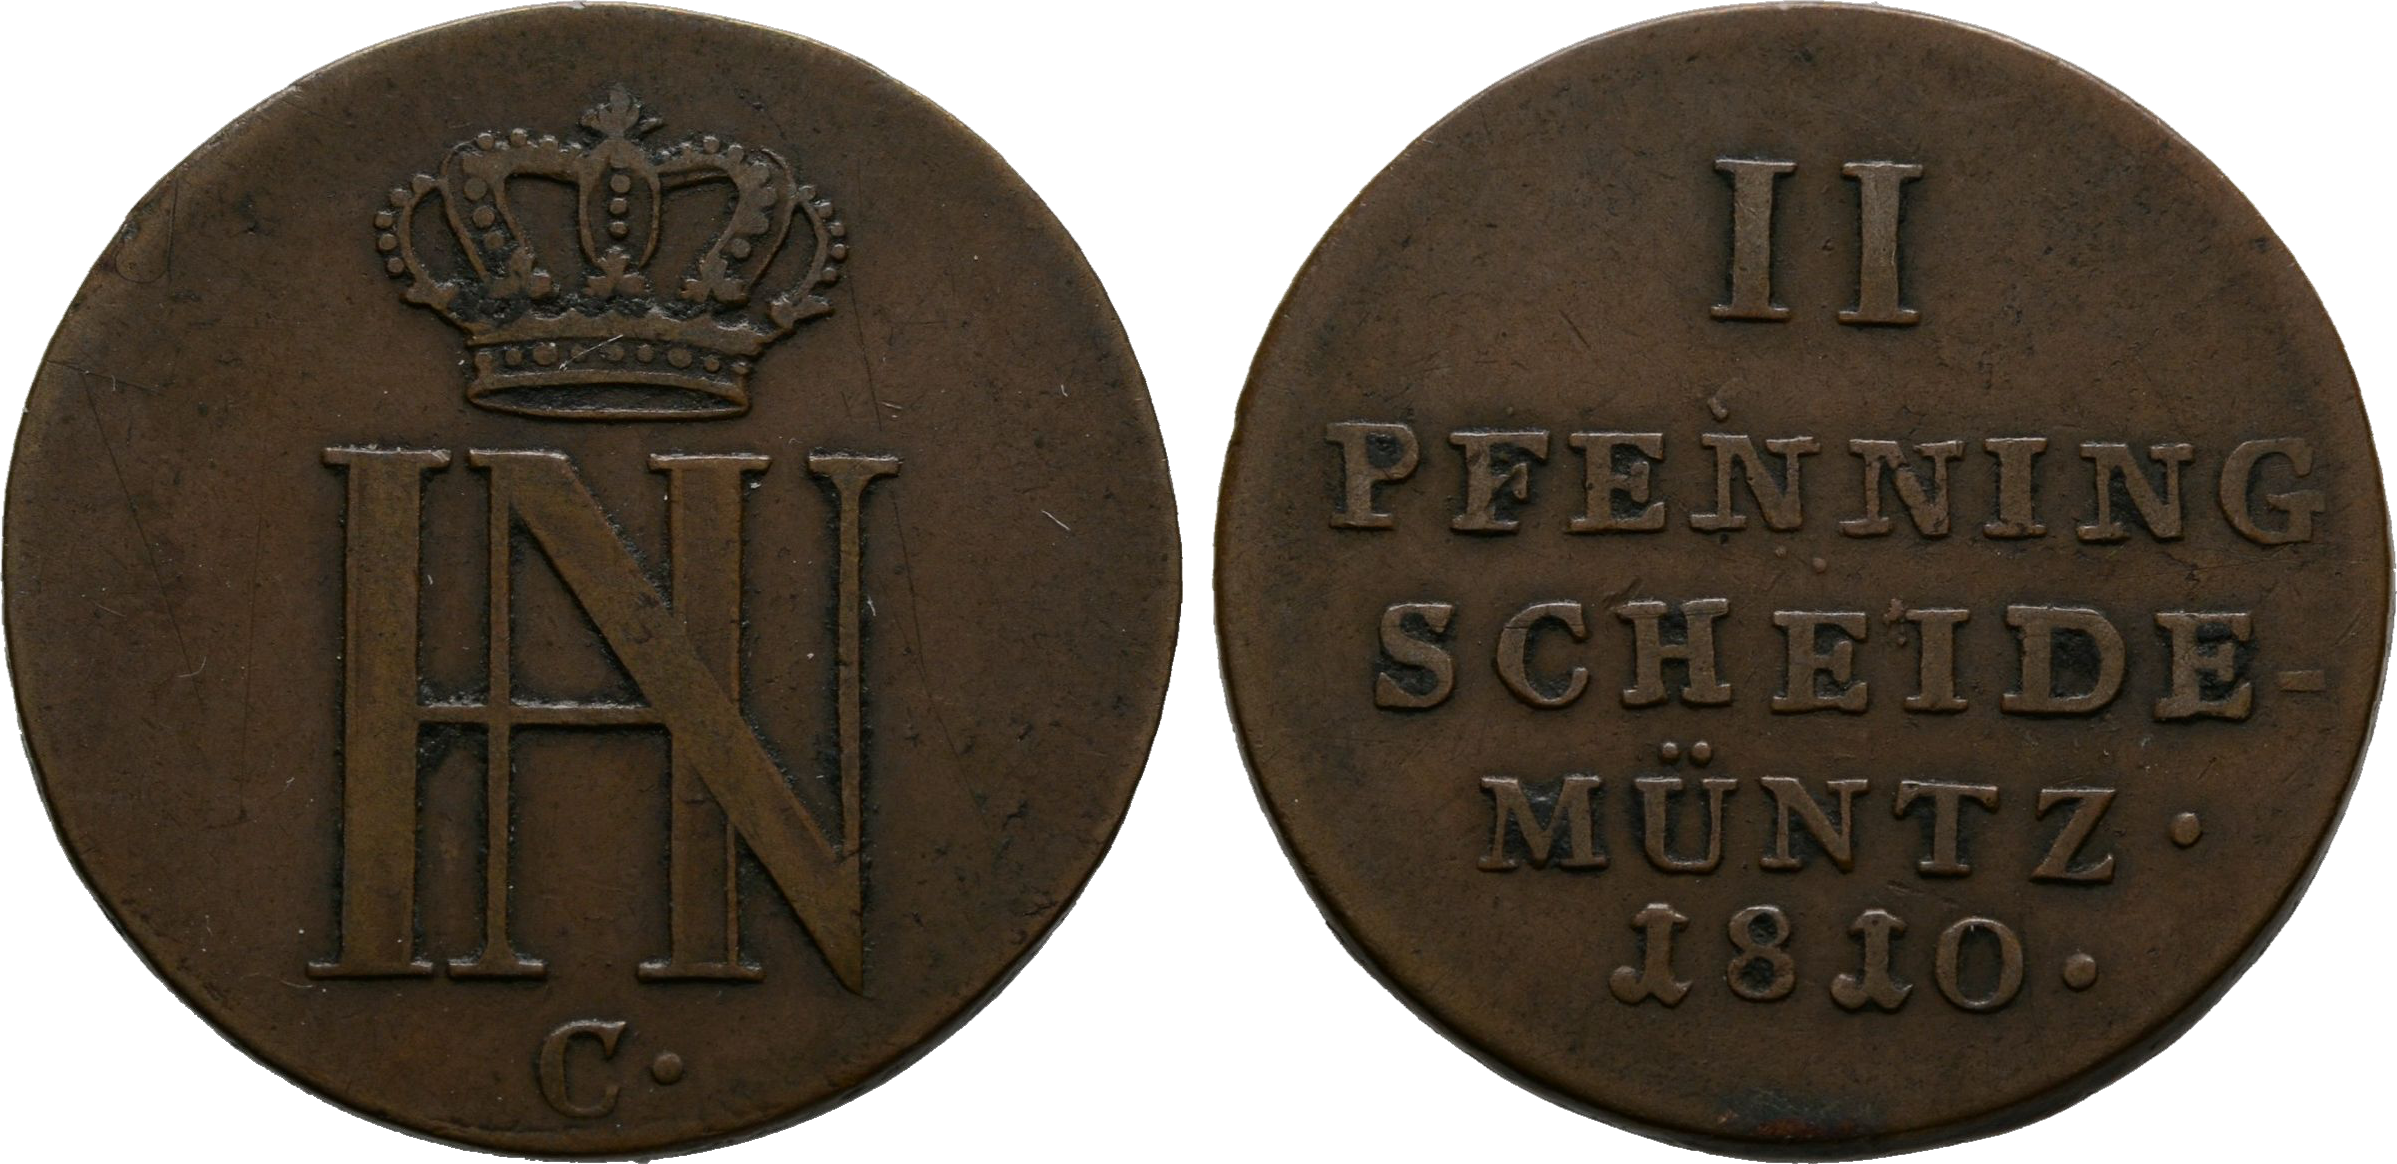 HN
C.
II
PFENNING
SCHEIDE-
MÜNTZ.
1810.